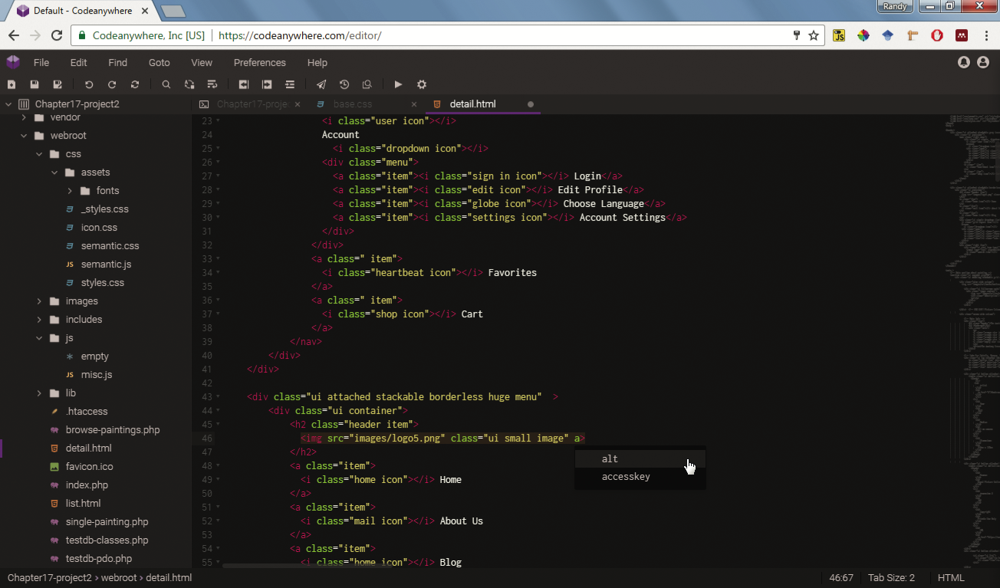 Default - Codeanywhere
Randy
Codeanywhere, Inc [US] https://codeanywhere.com/editor/
JS
File Edit Find Goto View Preferences Help
Chapter17-project2
Chapter17-proje
base.css
detail.html
vendor
webroot
css
assets
fonts
_styles.css
icon.css
semantic.css
JS semantic.js
styles.css
images
includes
js
empty
JS misc.js
lib
.htaccess
browse-paintings.php
detail.html
favicon.ico
index.php
list.html
single-painting.php
testdb-classes.php
testdb-pdo.php
23 <i class="user icon"></i>
24 Account
25 <i class="dropdown icon"></i>
26 <div class="menu">
27 <a class="item"><i class="sign in icon"></i> Login</a>
28 <a class="item"><i class="edit icon"></i> Edit Profile</a>
29 <a class="item"><i class="globe icon"></i> Choose Language</a>
30 <a class="item"><i class="settings icon"></i> Account Settings</a>
31 </div>
32 </div>
33 <a class=" item">
34 <i class="heartbeat icon"></i> Favorites
35 </a>
36 <a class=" item">
37 <i class="shop icon"></i> Cart
38 </a>
39 </nav>
40 </div>
41 </div>
42
43 <div class="ui attached stackable borderless huge menu"  >
44 <div class="ui container">
45 <h2 class="header item">
46 <img src="images/logo5.png" class="ui small image" a>
47 </h2>
48 <a class="item">
49 <i class="home icon"></i> Home
50 </a>
51 <a class="item">
52 <i class="mail icon"></i> About Us
53 </a>
54 <a class="item">
55 <i class="home icon"></i> Blog
alt
accesskey
Chapter17-project2 › webroot › detail.html
46:67 Tab Size: 2 HTML